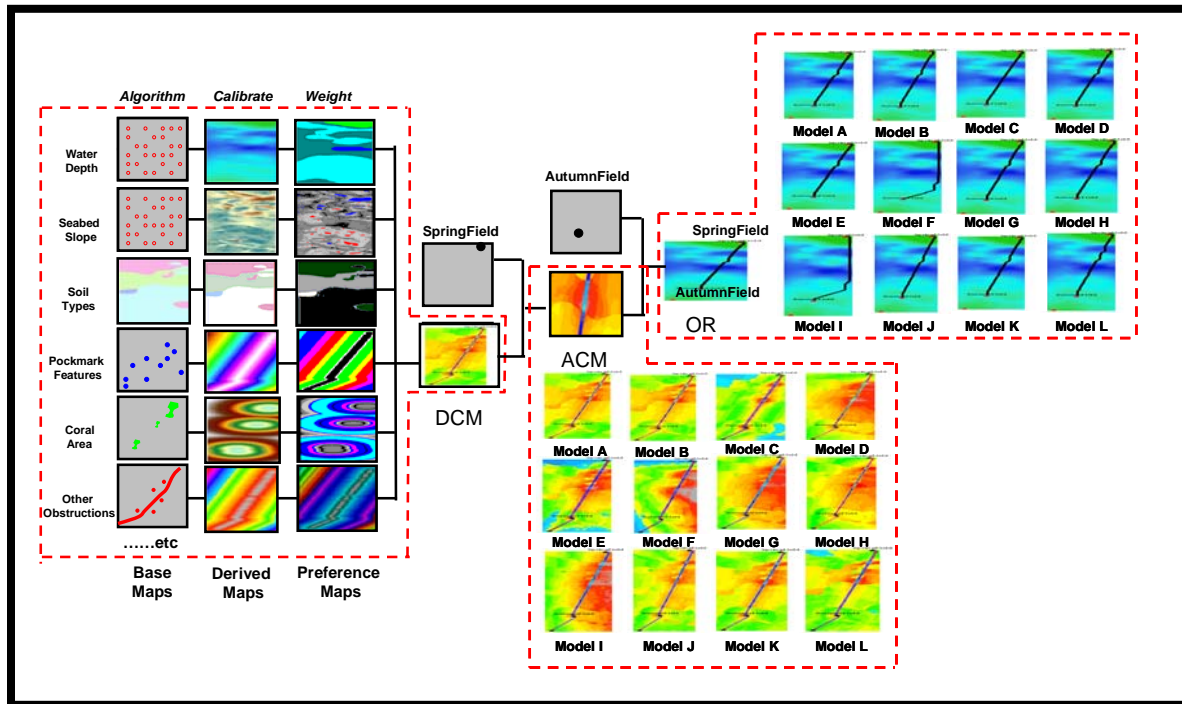 Algorithm Calibrate Weight
Water
Depth
Seabed
Slope
Soil
Types
Pockmark
Features
Coral
Area
Other
Obstructions
......etc
Base
Maps
Derived
Maps
Preference
Maps
SpringField
DCM
AutumnField
ACM
SpringField
AutumnField
OR
Model A Model B Model C Model D
Model E Model F Model G Model H
Model I Model J Model K Model L
Model A Model B Model C Model D
Model E Model F Model G Model H
Model I Model J Model K Model L